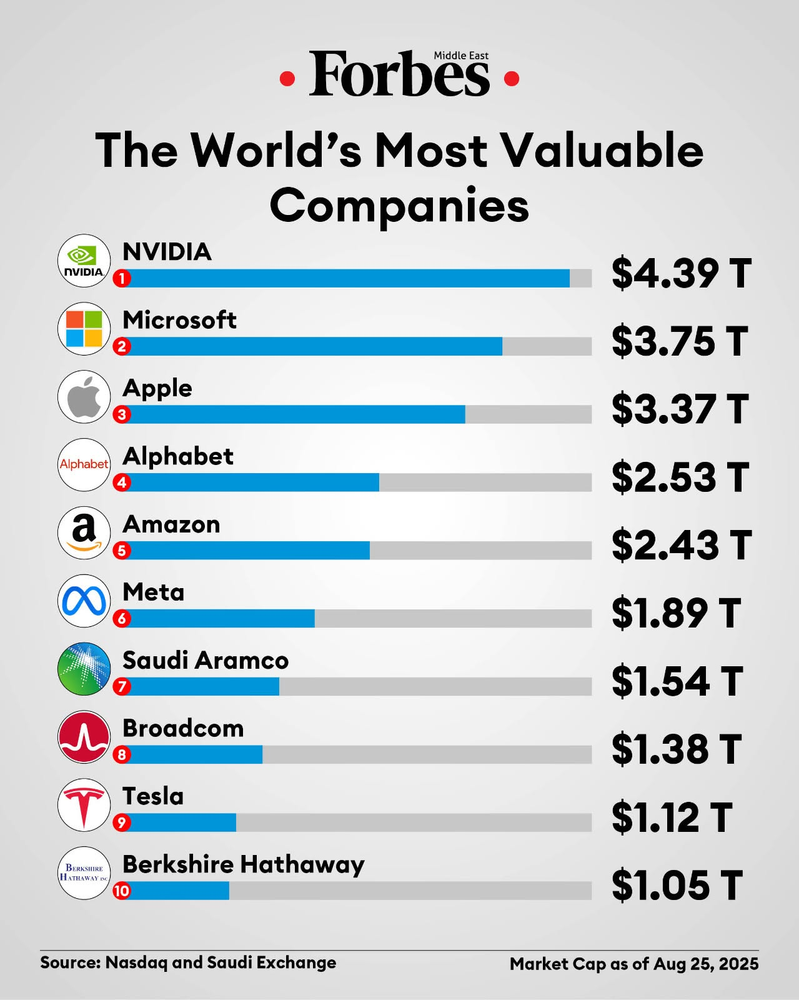 Middle East
Forbes
The World's Most Valuable
Companies
NVIDIA
NVIDIA.
1
$4.39 T
Microsoft
2
$3.75 T
Apple
3
$3.37 T
Alphabet
Alphabet
4
$2.53 T
Amazon
a
5
$2.43 T
Meta
6
$1.89 T
Saudi Aramco
7
$1.54 T
Broadcom
8
$1.38 T
Tesla
9
$1.12 T
Berkshire Hathaway
BERKSHIRE
HATHAWAY INC.
10
$1.05 T
Source: Nasdaq and Saudi Exchange
Market Cap as of Aug 25, 2025